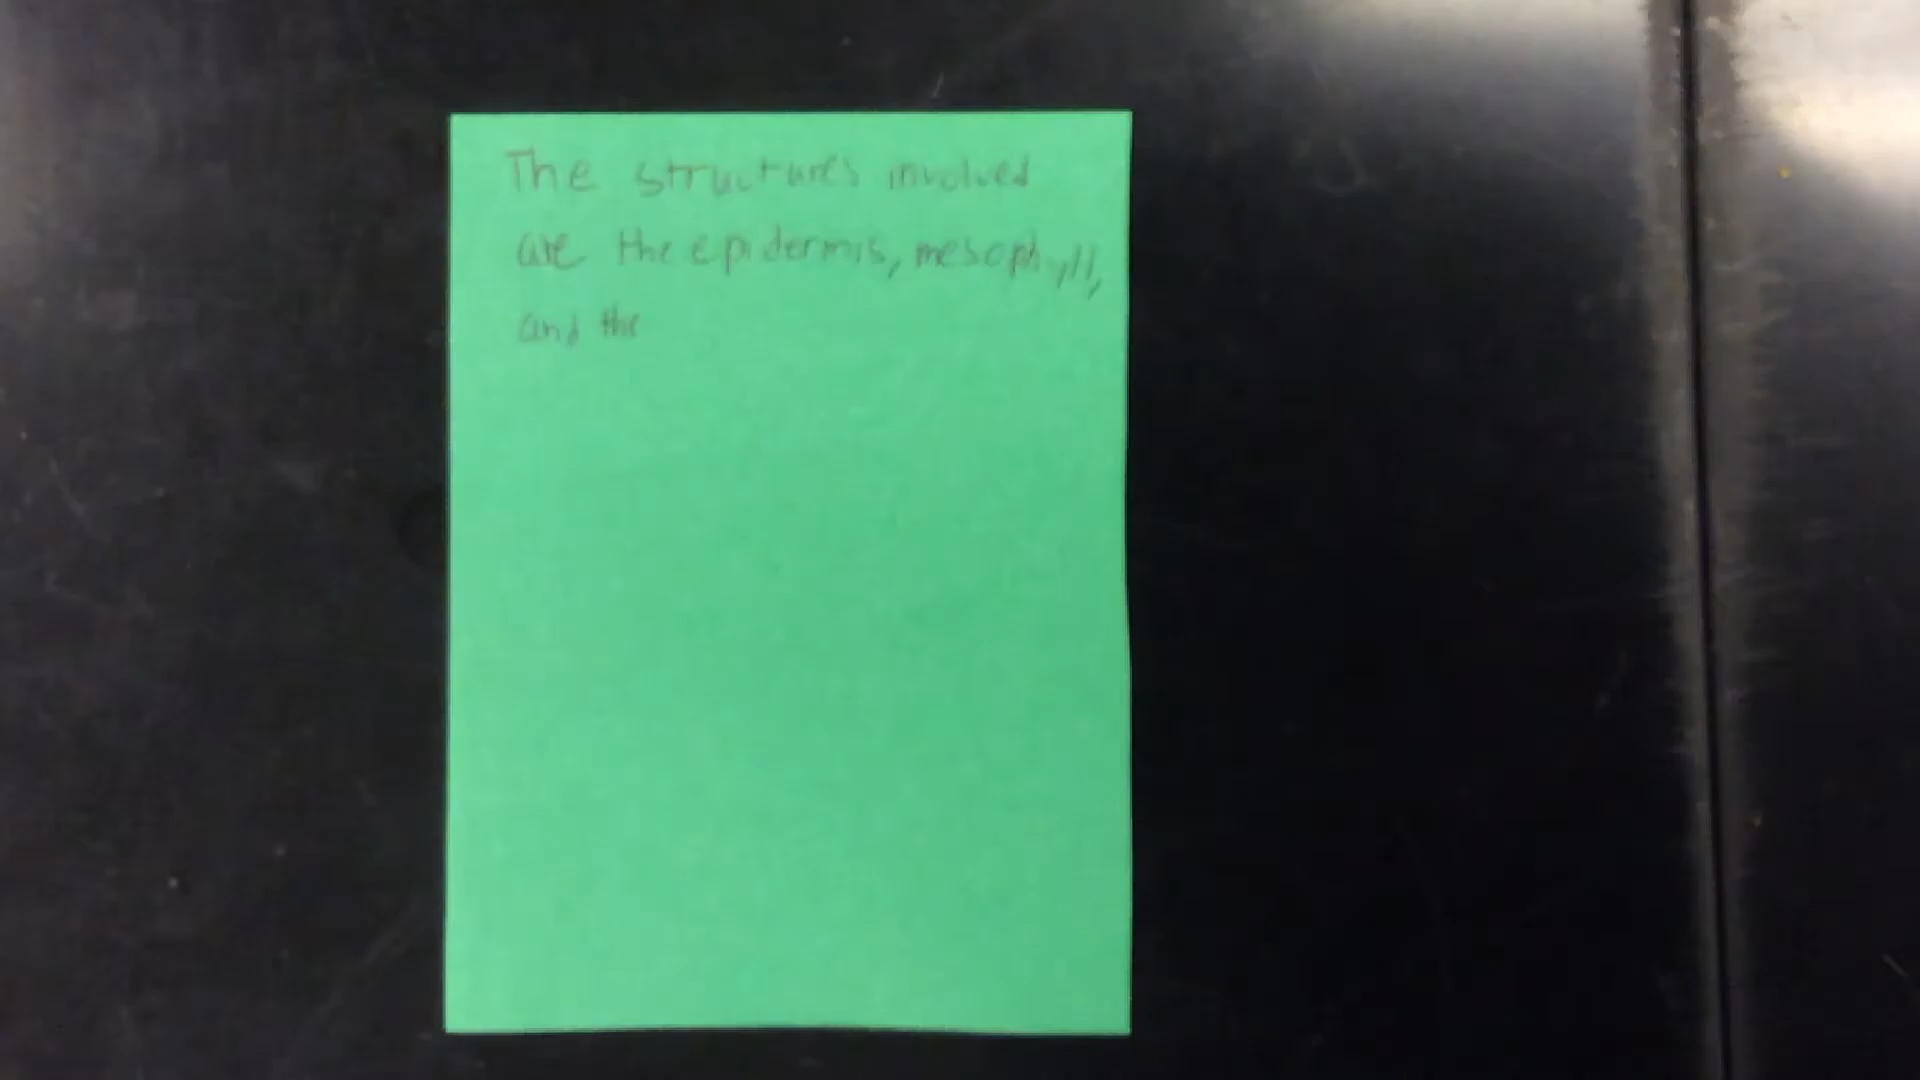 The structures involved
are the epidermis, mesophyll,
and the